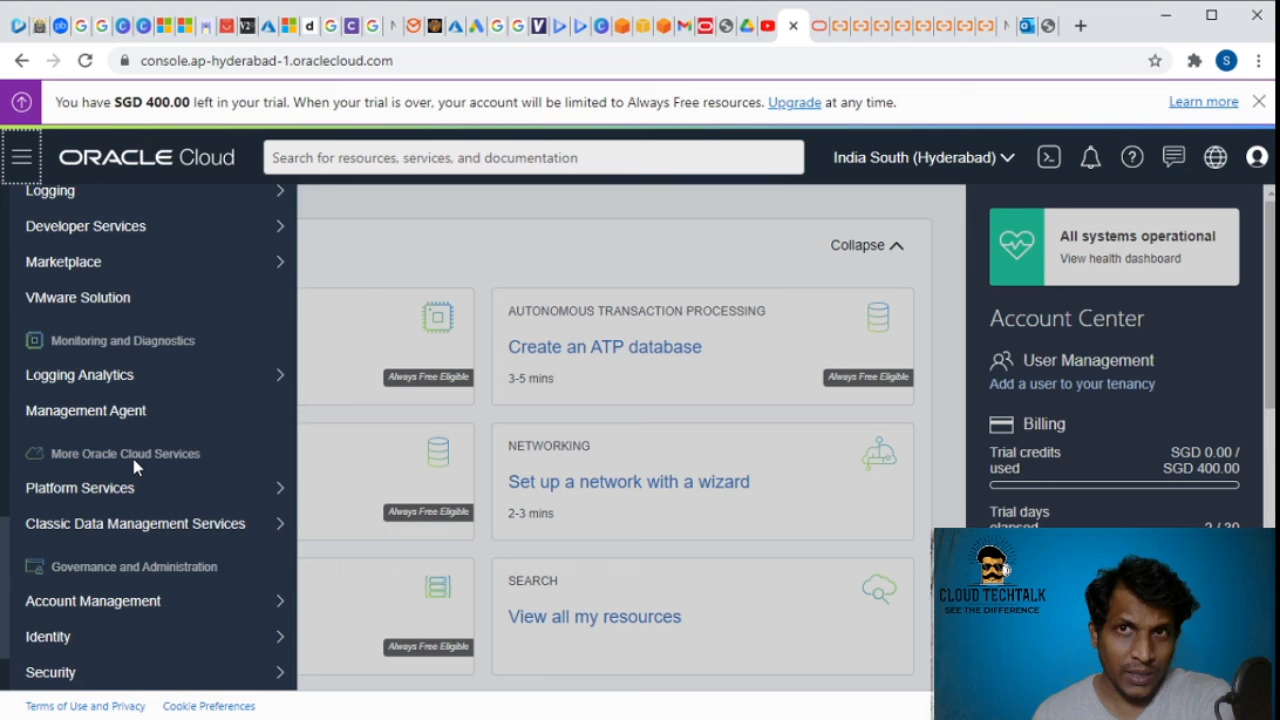 console.ap-hyderabad-1.oraclecloud.com
S
You have SGD 400.00 left in your trial. When your trial is over, your account will be limited to Always Free resources. Upgrade at any time.
Learn more
ORACLE Cloud
Search for resources, services, and documentation
India South (Hyderabad)
Logging
Developer Services
Marketplace
VMware Solution
Monitoring and Diagnostics
Logging Analytics
Management Agent
More Oracle Cloud Services
Platform Services
Classic Data Management Services
Governance and Administration
Account Management
Identity
Security
Collapse
Always Free Eligible
AUTONOMOUS TRANSACTION PROCESSING
Create an ATP database
3-5 mins
Always Free Eligible
Always Free Eligible
NETWORKING
Set up a network with a wizard
2-3 mins
Always Free Eligible
SEARCH
View all my resources
All systems operational
View health dashboard
Account Center
User Management
Add a user to your tenancy
Billing
Trial credits used
SGD 0.00 / SGD 400.00
Trial days
elapsed
2 / 30
CLOUD TECHTALK
SEE THE DIFFERENCE
Terms of Use and Privacy
Cookie Preferences